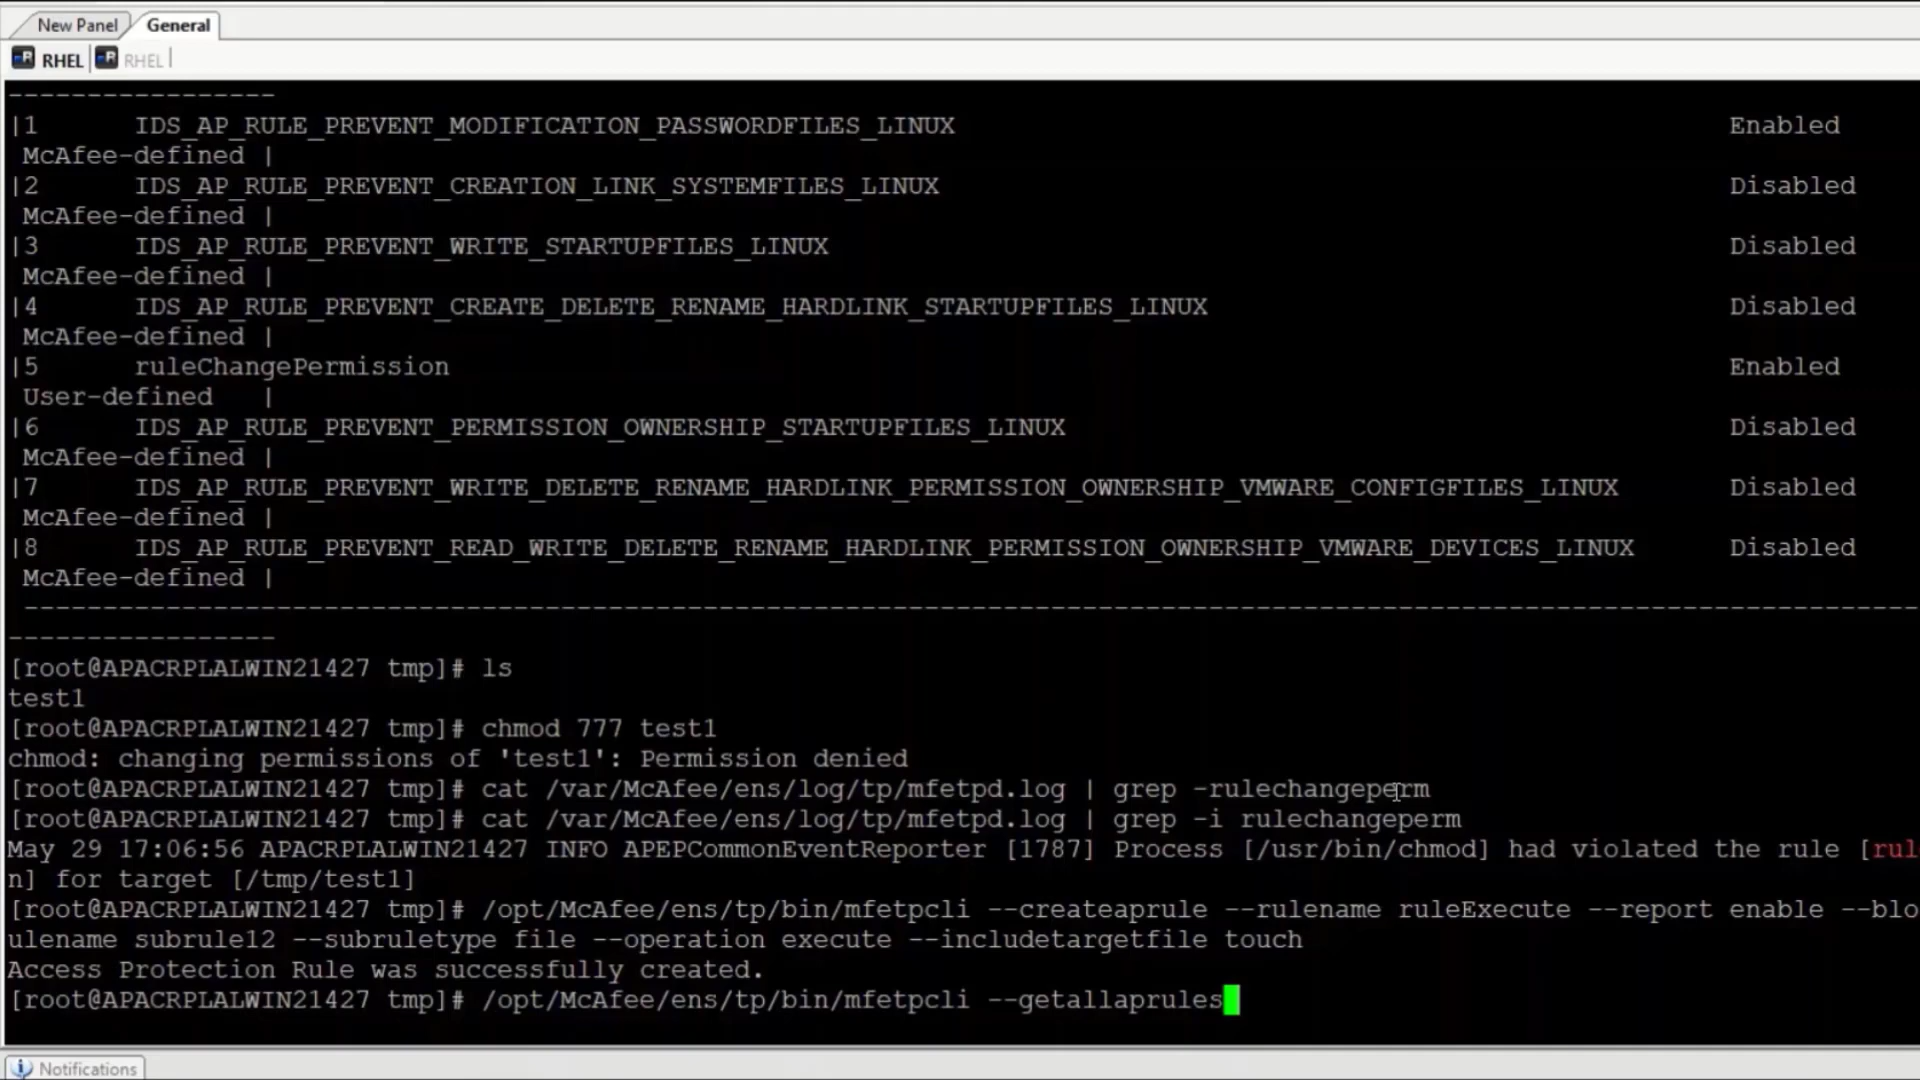 New Panel General
RHEL RHEL
-----------------
|1 IDS_AP_RULE_PREVENT_MODIFICATION_PASSWORDFILES_LINUX Enabled
McAfee-defined |
|2 IDS_AP_RULE_PREVENT_CREATION_LINK_SYSTEMFILES_LINUX Disabled
McAfee-defined |
|3 IDS_AP_RULE_PREVENT_WRITE_STARTUPFILES_LINUX Disabled
McAfee-defined |
|4 IDS_AP_RULE_PREVENT_CREATE_DELETE_RENAME_HARDLINK_STARTUPFILES_LINUX Disabled
McAfee-defined |
|5 ruleChangePermission Enabled
User-defined |
|6 IDS_AP_RULE_PREVENT_PERMISSION_OWNERSHIP_STARTUPFILES_LINUX Disabled
McAfee-defined |
|7 IDS_AP_RULE_PREVENT_WRITE_DELETE_RENAME_HARDLINK_PERMISSION_OWNERSHIP_VMWARE_CONFIGFILES_LINUX Disabled
McAfee-defined |
|8 IDS_AP_RULE_PREVENT_READ_WRITE_DELETE_RENAME_HARDLINK_PERMISSION_OWNERSHIP_VMWARE_DEVICES_LINUX Disabled
McAfee-defined |
------------------------------------------------------------------------------------------------------------------------
-----------------
[root@APACRPLALWIN21427 tmp]# ls
test1
[root@APACRPLALWIN21427 tmp]# chmod 777 test1
chmod: changing permissions of 'test1': Permission denied
[root@APACRPLALWIN21427 tmp]# cat /var/McAfee/ens/log/tp/mfetpd.log | grep -rulechangeperm
[root@APACRPLALWIN21427 tmp]# cat /var/McAfee/ens/log/tp/mfetpd.log | grep -i rulechangeperm
May 29 17:06:56 APACRPLALWIN21427 INFO APEPCommonEventReporter [1787] Process [/usr/bin/chmod] had violated the rule [rul
n] for target [/tmp/test1]
[root@APACRPLALWIN21427 tmp]# /opt/McAfee/ens/tp/bin/mfetpcli --createaprule --rulename ruleExecute --report enable --blo
ulename subrule12 --subruletype file --operation execute --includetargetfile touch
Access Protection Rule was successfully created.
[root@APACRPLALWIN21427 tmp]# /opt/McAfee/ens/tp/bin/mfetpcli --getallaprules
Notifications